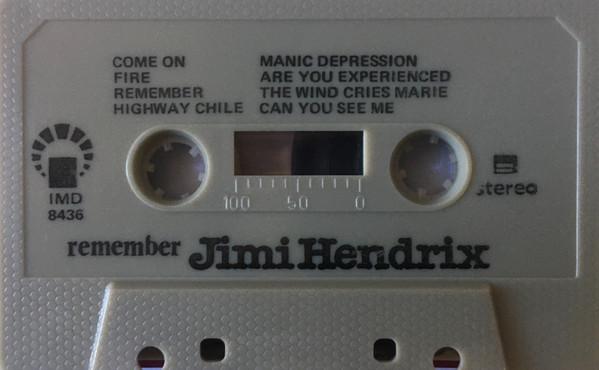 COME ON
FIRE
REMEMBER
HIGHWAY CHILE
MANIC DEPRESSION
ARE YOU EXPERIENCED
THE WIND CRIES MARIE
CAN YOU SEE ME
IMD
8436
B
stereo
100 50 0
remember Jimi Hendrix